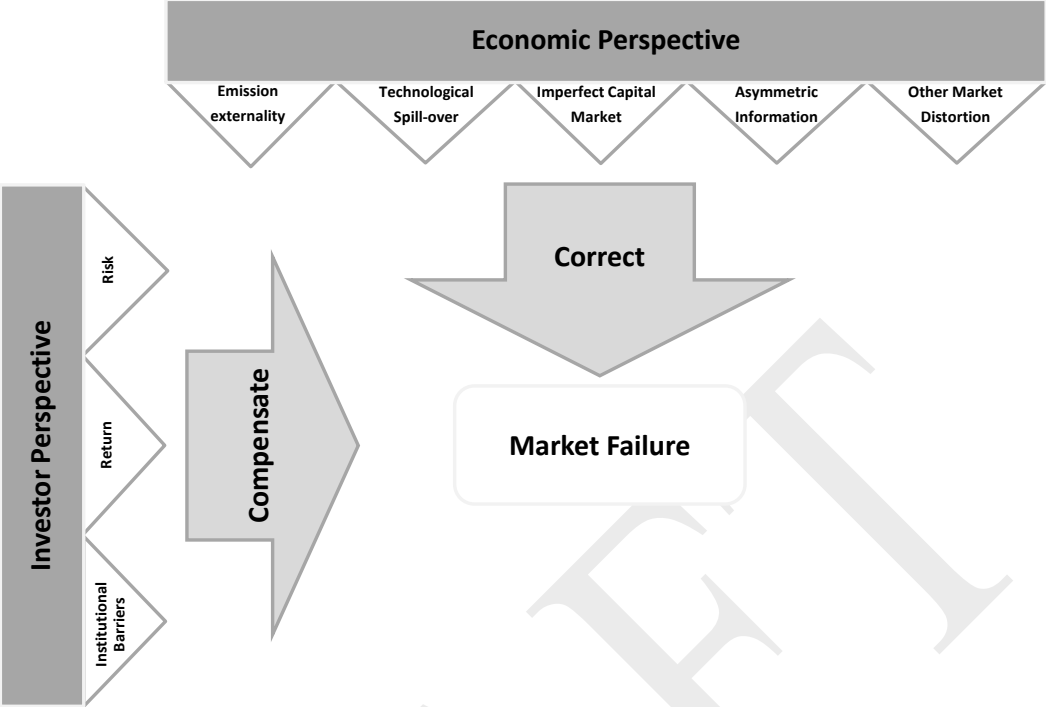 Economic Perspective
Emission
externality
Technological
Spill-over
Imperfect Capital
Market
Asymmetric
Information
Other Market
Distortion
Investor Perspective
Risk
Return
Institutional
Barriers
Correct
Compensate
Market Failure
FT